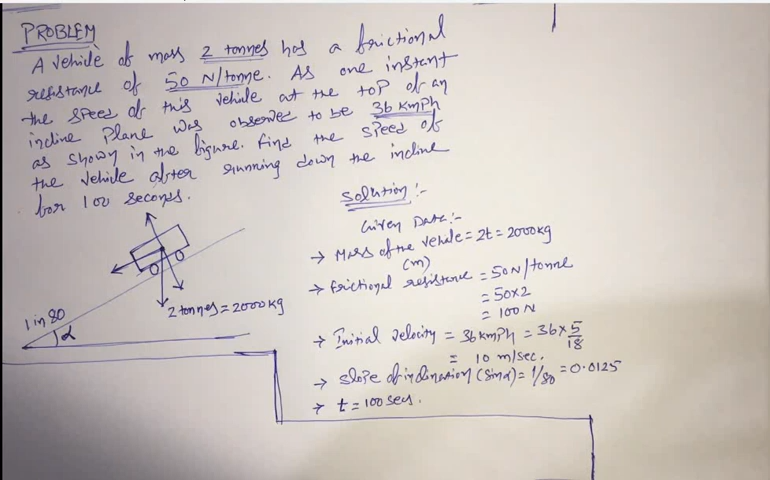 PROBLEM
A vehicle of mass 2 tonnes has a frictional
resistance of 50 N/tonne. As one instant
the speed of this vehicle at the top of an
incline plane was observed to be 36 kmph
as shown in the figure. Find the speed of
the vehicle after running down the incline
for 100 seconds.
1 in 80
α
2 tonnes = 2000 kg
Solution :-
Given Data :-
→ Mass of the vehicle = 2t = 2000 kg
(m)
→ Frictional resistance = 50 N/tonne
= 50 x 2
= 100 N
→ Initial velocity = 36 kmph = 36 x 5/18
= 10 m/sec.
→ slope of inclination (sin α) = 1/80 = 0.0125
→ t = 100 secs.